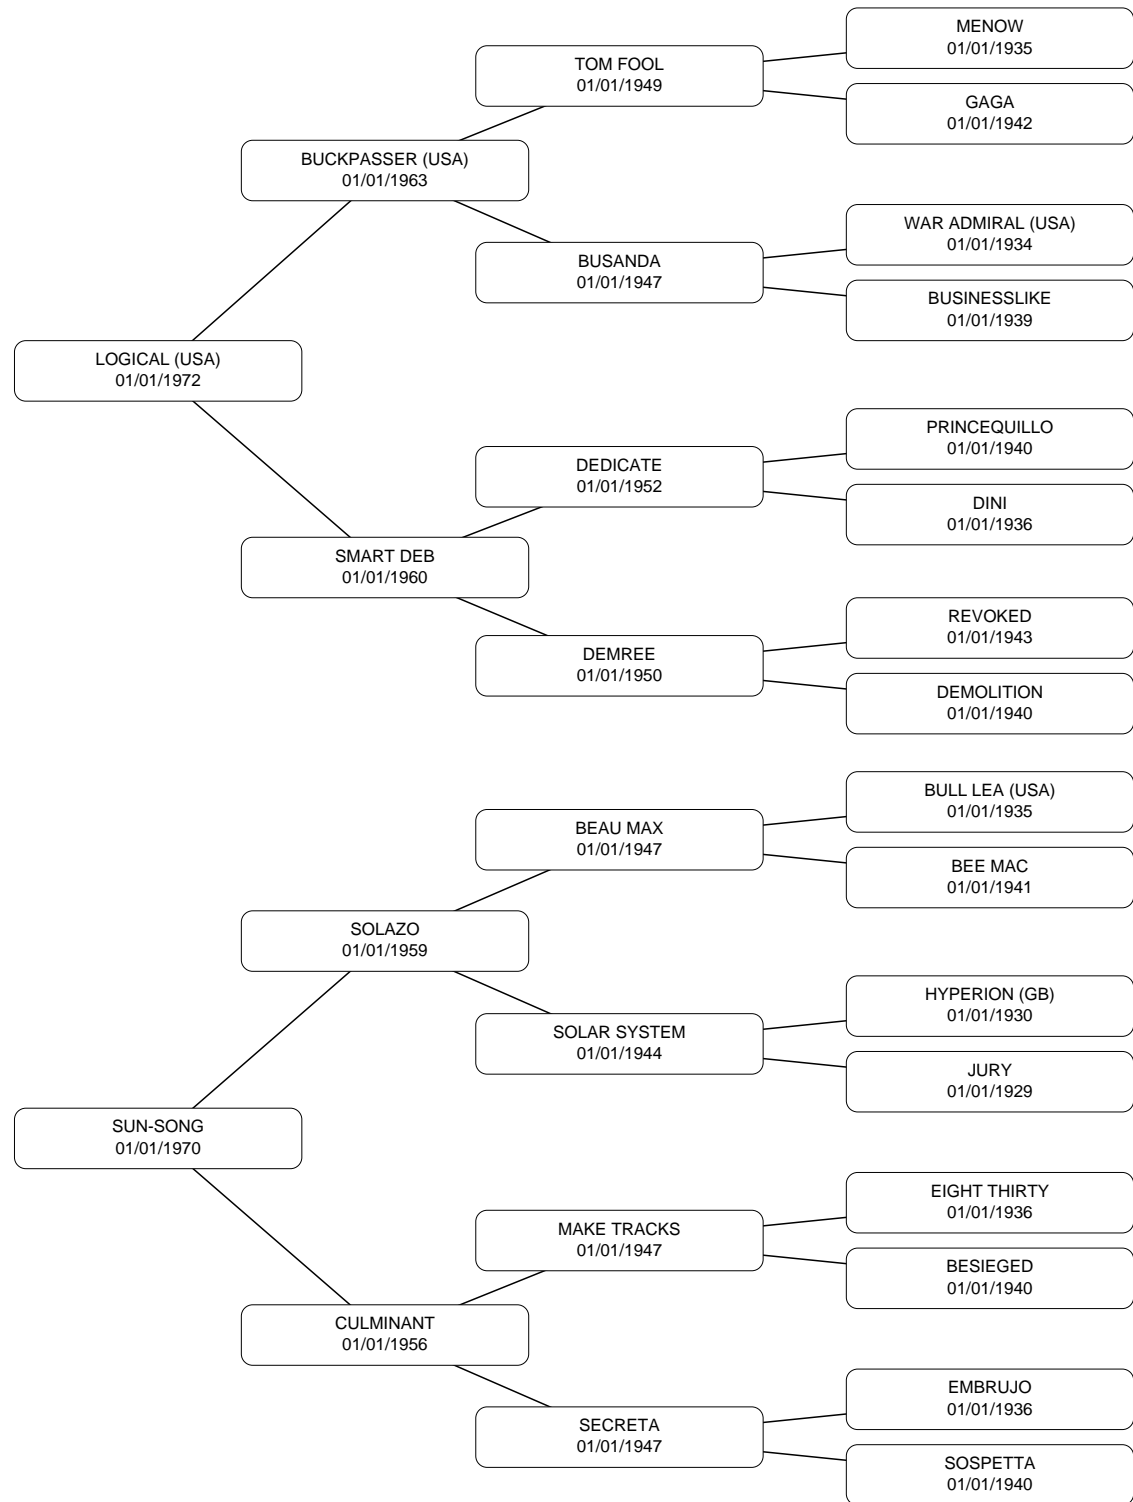 MENOW
01/01/1935
TOM FOOL
01/01/1949
GAGA
01/01/1942
BUCKPASSER (USA)
01/01/1963
WAR ADMIRAL (USA)
01/01/1934
BUSANDA
01/01/1947
BUSINESSLIKE
01/01/1939
LOGICAL (USA)
01/01/1972
PRINCEQUILLO
01/01/1940
DEDICATE
01/01/1952
DINI
01/01/1936
SMART DEB
01/01/1960
REVOKED
01/01/1943
DEMREE
01/01/1950
DEMOLITION
01/01/1940
BULL LEA (USA)
01/01/1935
BEAU MAX
01/01/1947
BEE MAC
01/01/1941
SOLAZO
01/01/1959
HYPERION (GB)
01/01/1930
SOLAR SYSTEM
01/01/1944
JURY
01/01/1929
SUN-SONG
01/01/1970
EIGHT THIRTY
01/01/1936
MAKE TRACKS
01/01/1947
BESIEGED
01/01/1940
CULMINANT
01/01/1956
EMBRUJO
01/01/1936
SECRETA
01/01/1947
SOSPETTA
01/01/1940